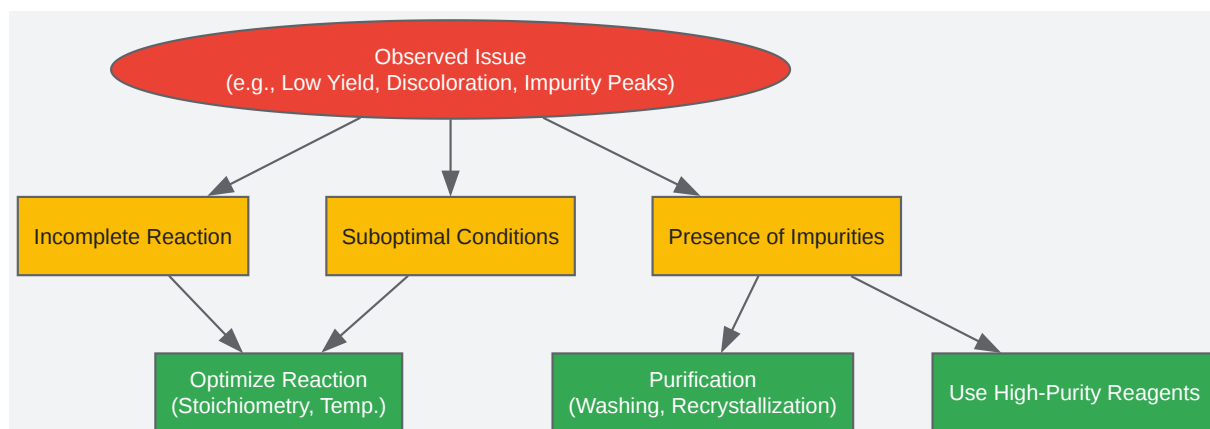 Observed Issue
(e.g., Low Yield, Discoloration, Impurity Peaks)
Incomplete Reaction
Suboptimal Conditions
Presence of Impurities
Optimize Reaction
(Stoichiometry, Temp.)
Purification
(Washing, Recrystallization)
Use High-Purity Reagents